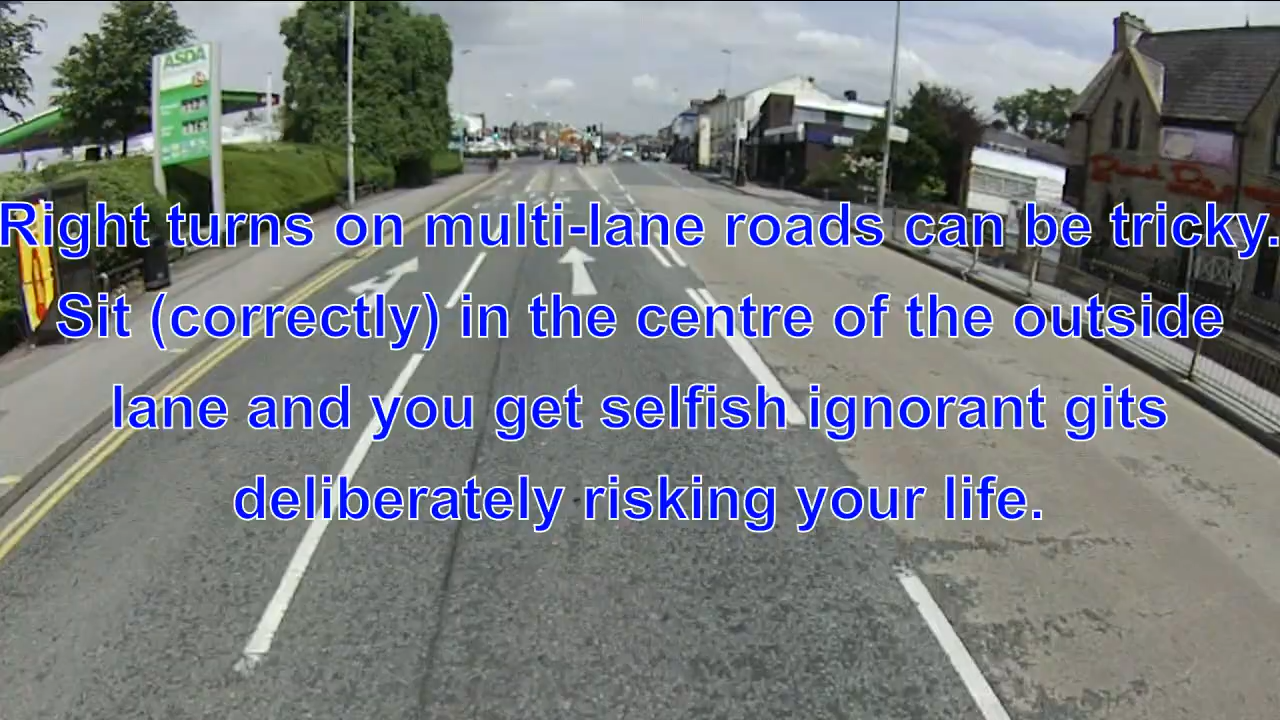 ASDA
Right turns on multi-lane roads can be tricky.
Sit (correctly) in the centre of the outside
lane and you get selfish ignorant gits
deliberately risking your life.